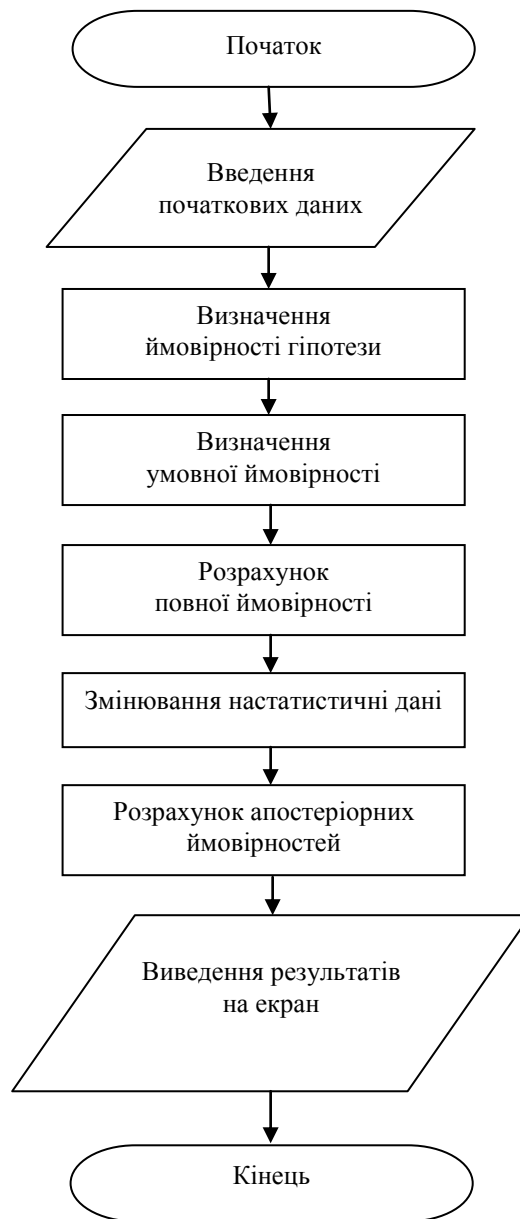 Початок
Введення
початкових даних
Визначення
ймовірності гіпотези
Визначення
умовної ймовірності
Розрахунок
повної ймовірності
Змінювання настатистичні дані
Розрахунок апостеріорних
ймовірностей
Виведення результатів
на екран
Кінець